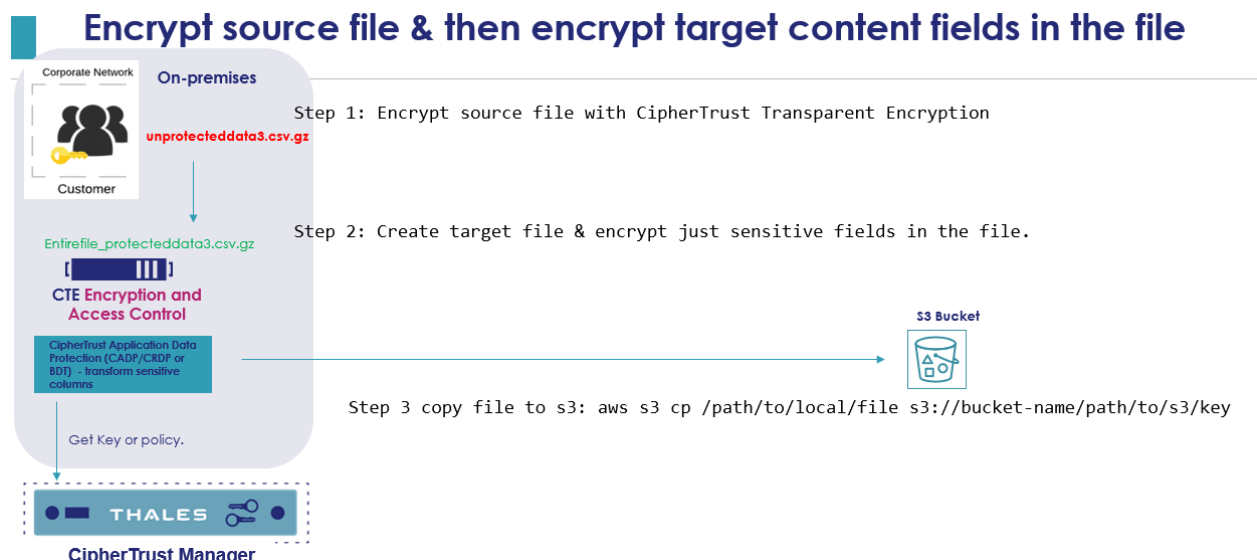 Encrypt source file & then encrypt target content fields in the file
Corporate Network
On-premises
Step 1: Encrypt source file with CipherTrust Transparent Encryption
unprotecteddata3.csv.gz
Customer
Step 2: Create target file & encrypt just sensitive fields in the file.
Entirefile_protecteddata3.csv.gz
CTE Encryption and
Access Control
S3 Bucket
CipherTrust Application Data
Protection (CADP/CRDP or
BDT) - transform sensitive
columns
Step 3 copy file to s3: aws s3 cp /path/to/local/file s3://bucket-name/path/to/s3/key
Get Key or policy.
THALES
CipherTrust Manager